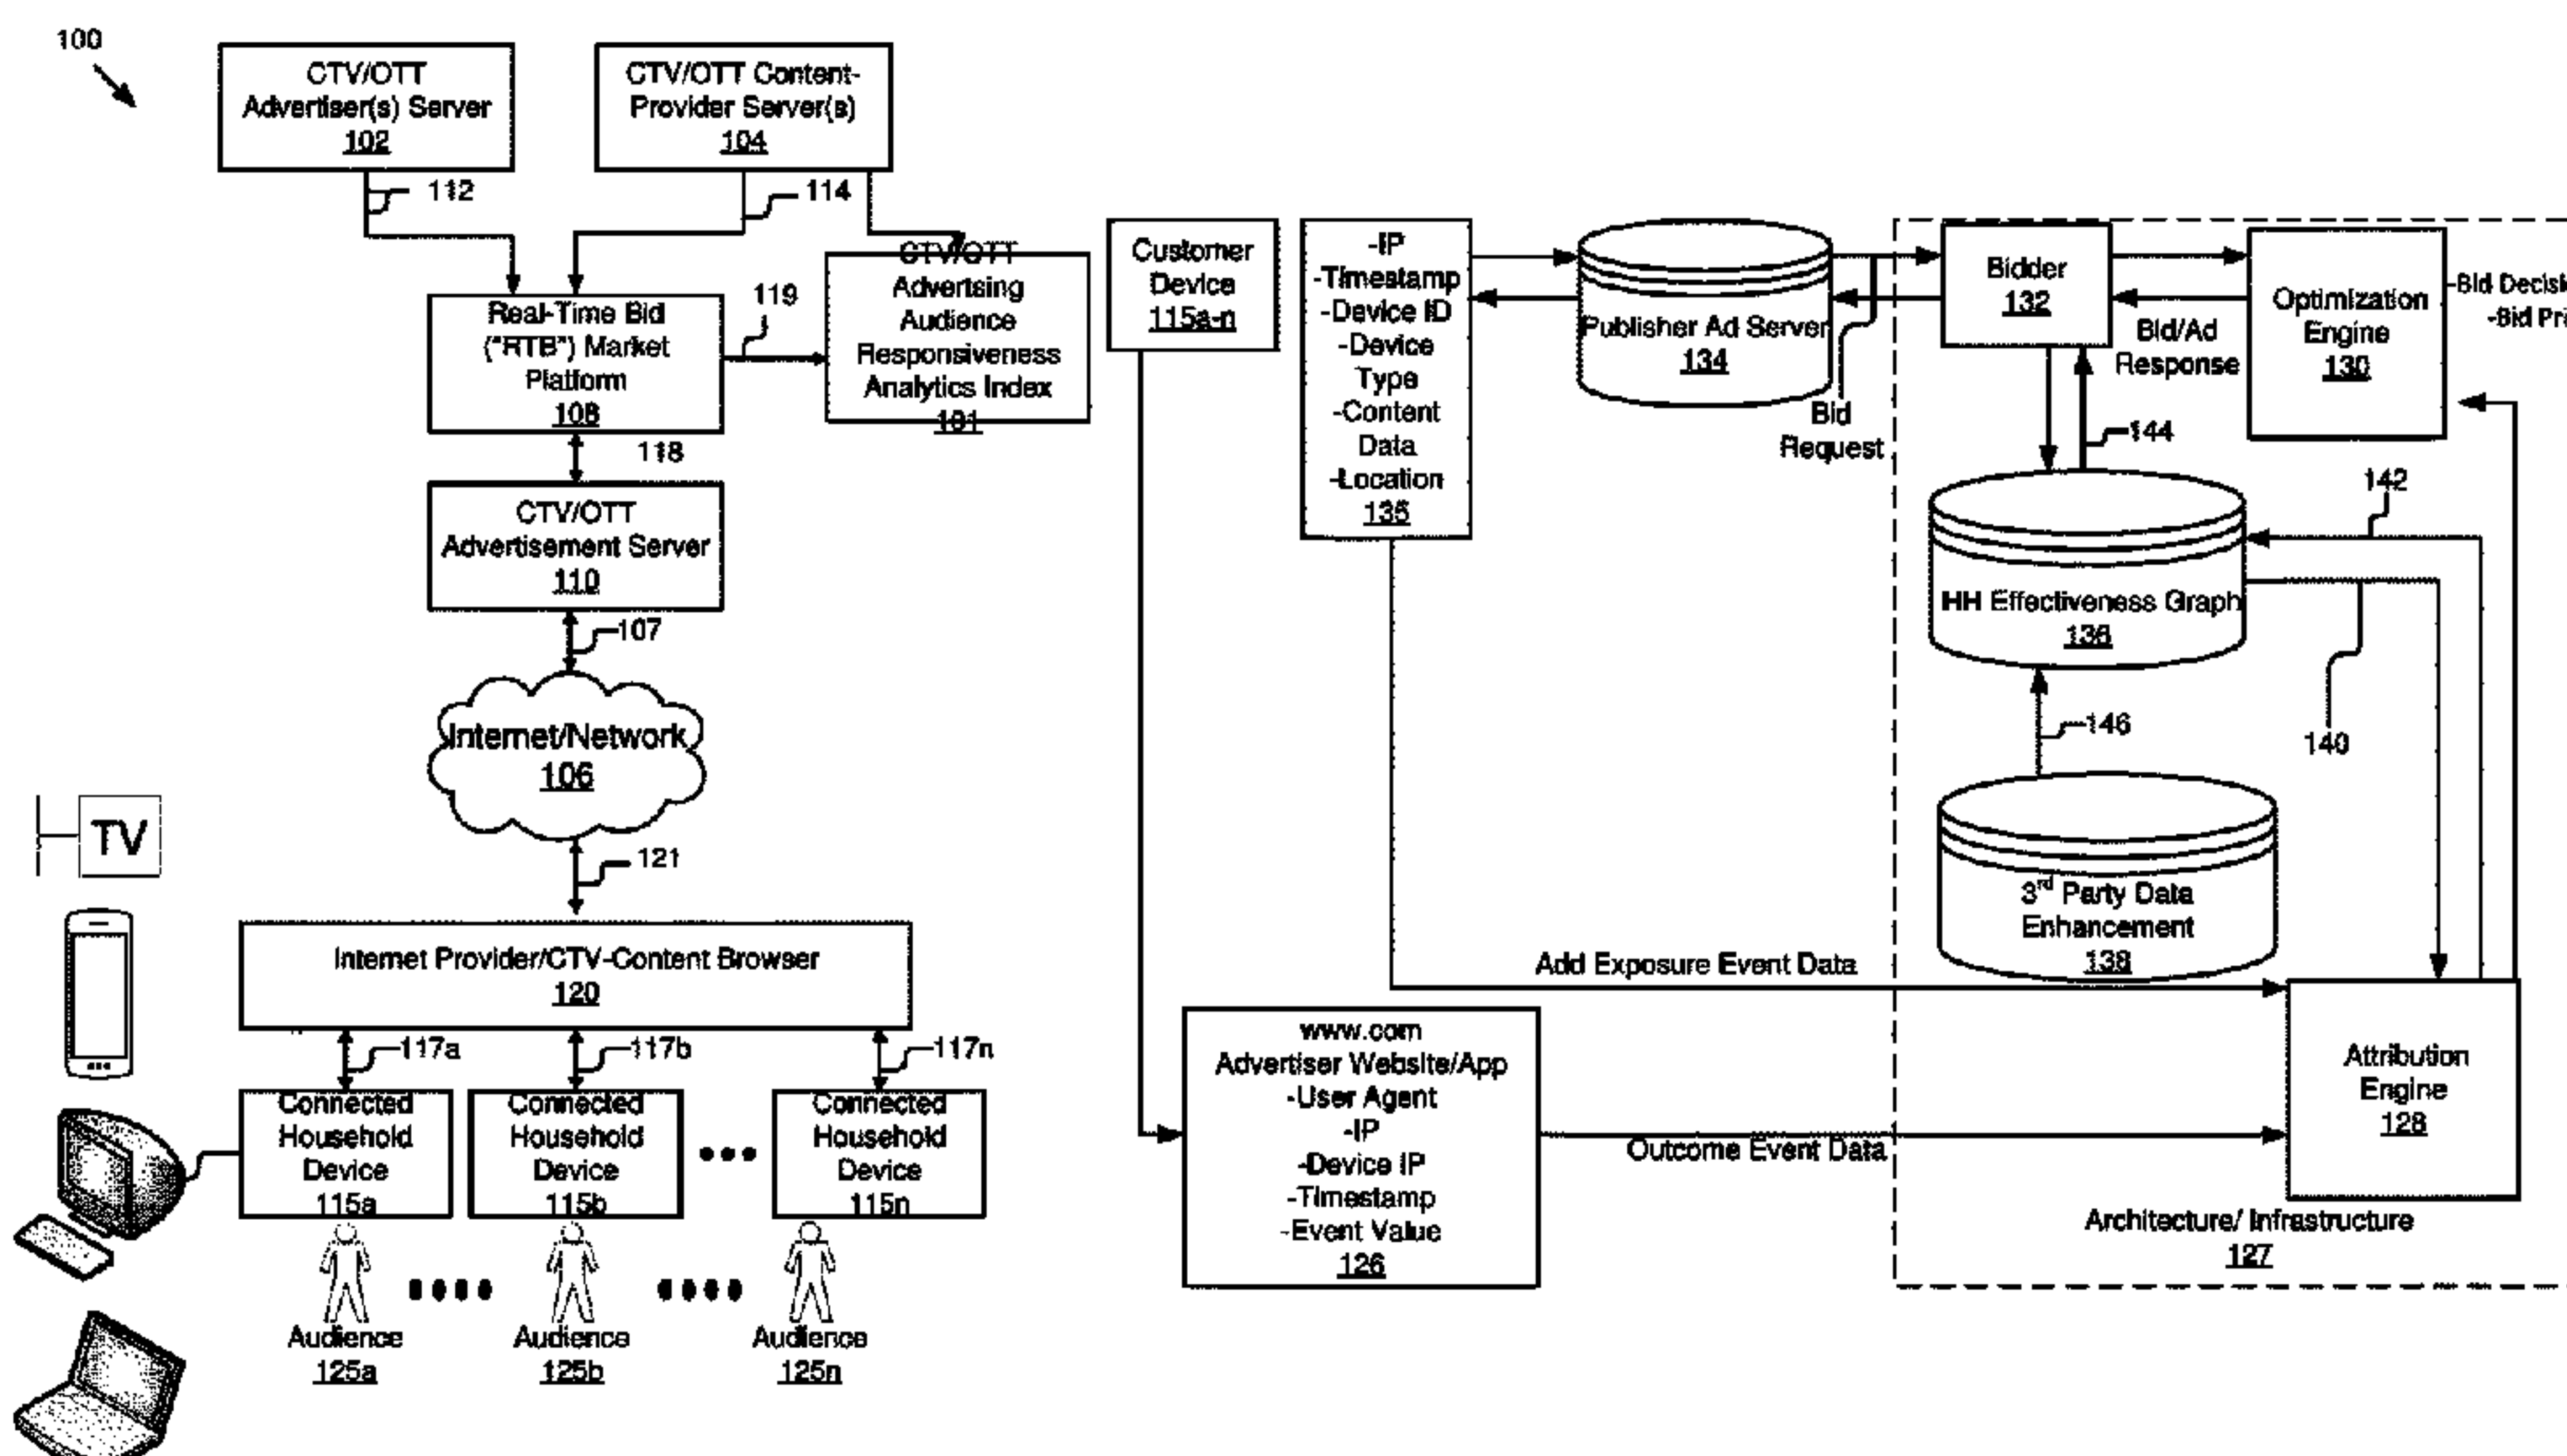 100
CTV/OTT
Advertiser(s) Server
102
CTV/OTT Content-
Provider Server(s)
104
112
114
Real-Time Bid
("RTB") Market
Platform
108
119
CTV/OTT
Advertsing
Audience
Responsiveness
Analytics Index
101
118
CTV/OTT
Advertisement Server
110
107
Internet/Network
106
121
TV
Internet Provider/CTV-Content Browser
120
117a
117b
117n
Connected
Household
Device
115a
Connected
Household
Device
115b
Connected
Household
Device
115n
Audience
125a
Audience
125b
Audience
125n
Customer
Device
115a-n
-IP
-Timestamp
-Device ID
-Device
Type
-Content
Data
-Location
135
Publisher Ad Server
134
Bid
Request
Bidder
132
Bid/Ad
Response
Optimization
Engine
130
-Bid
144
142
HH Effectiveness Graph
136
146
140
3rd Party Data
Enhancement
138
Add Exposure Event Data
www.com
Advertiser Website/App
-User Agent
-IP
-Device IP
-Timestamp
-Event Value
126
Outcome Event Data
Attribution
Engine
128
Architecture/ Infrastructure
127